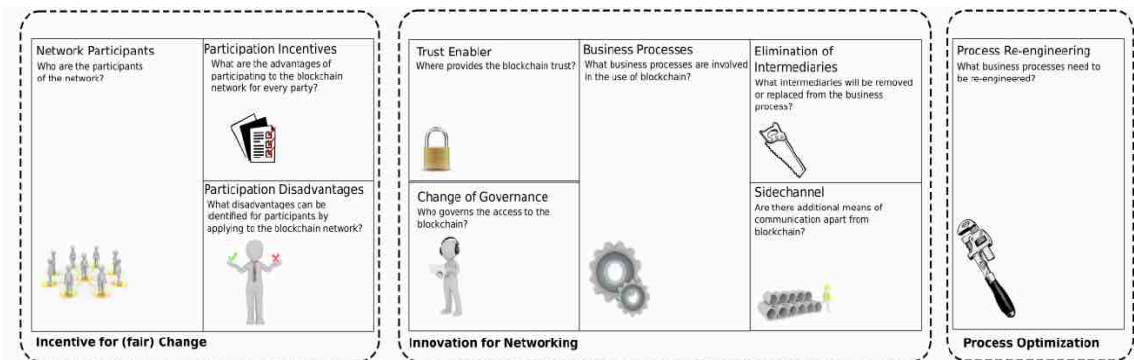 Network Participants
Who are the participants
of the network?
Participation Incentives
What are the advantages of
participating to the blockchain
network for every party?
Participation Disadvantages
What disadvantages can be
identified for participants by
applying to the blockchain network?
Incentive for (fair) Change
Trust Enabler
Where provides the blockchain trust?
Change of Governance
Who governs the access to the
blockchain?
Business Processes
What business processes are involved
in the use of blockchain?
Elimination of
Intermediaries
What intermediaries will be removed
or replaced from the business
process?
Sidechannel
Are there additional means of
communication apart from
blockchain?
Innovation for Networking
Process Re-engineering
What business processes need to
be re-engineered?
Process Optimization